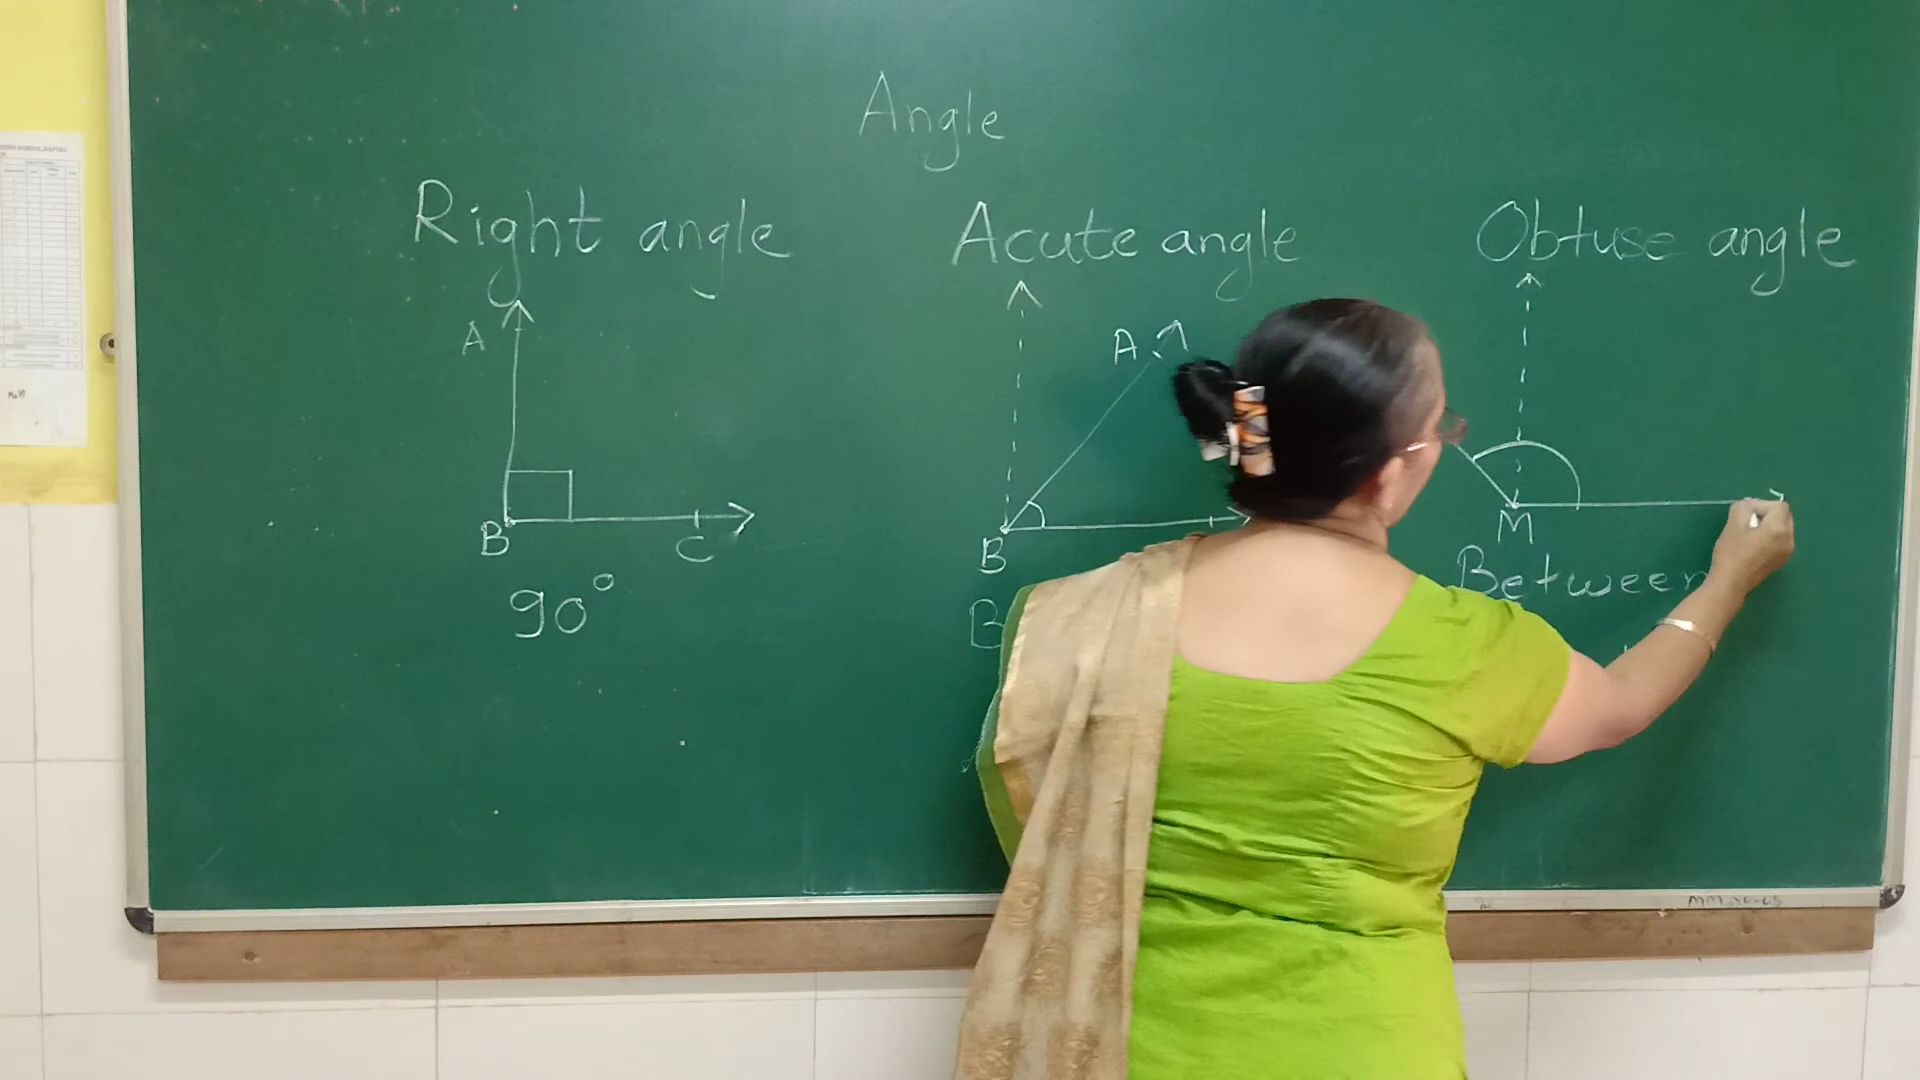 Angle
Right angle
Acute angle
Obtuse angle
A
A
B
C
B
M
90°
Between